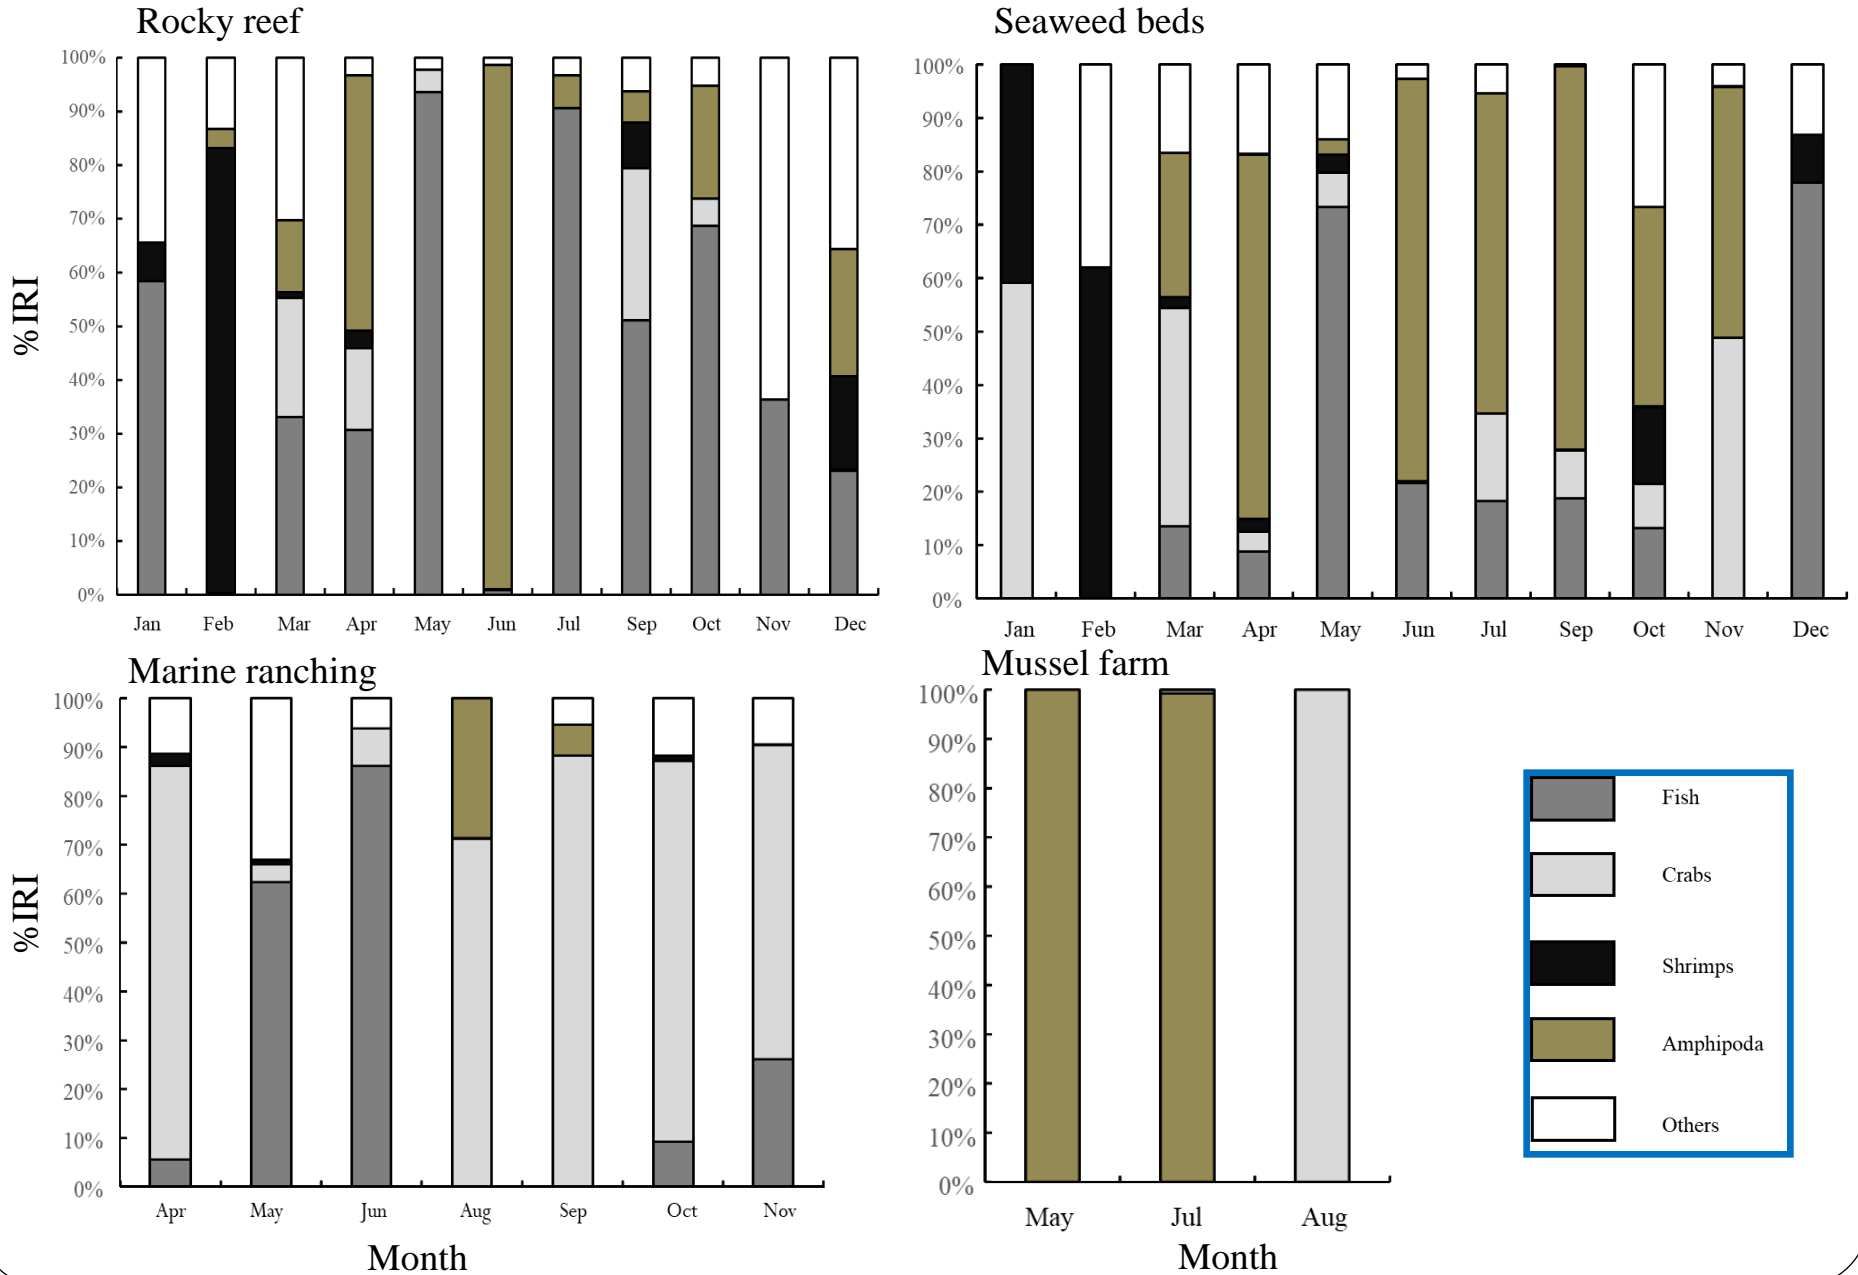 Rocky reef
%IRI
100%
90%
80%
70%
60%
50%
40%
30%
20%
10%
0%
Jan Feb Mar Apr May Jun Jul Sep Oct Nov Dec
Seaweed beds
100%
90%
80%
70%
60%
50%
40%
30%
20%
10%
0%
Jan Feb Mar Apr May Jun Jul Sep Oct Nov Dec
Marine ranching
%IRI
100%
90%
80%
70%
60%
50%
40%
30%
20%
10%
0%
Apr May Jun Aug Sep Oct Nov
Month
Mussel farm
100%
90%
80%
70%
60%
50%
40%
30%
20%
10%
0%
May Jul Aug
Month
Fish
Crabs
Shrimps
Amphipoda
Others